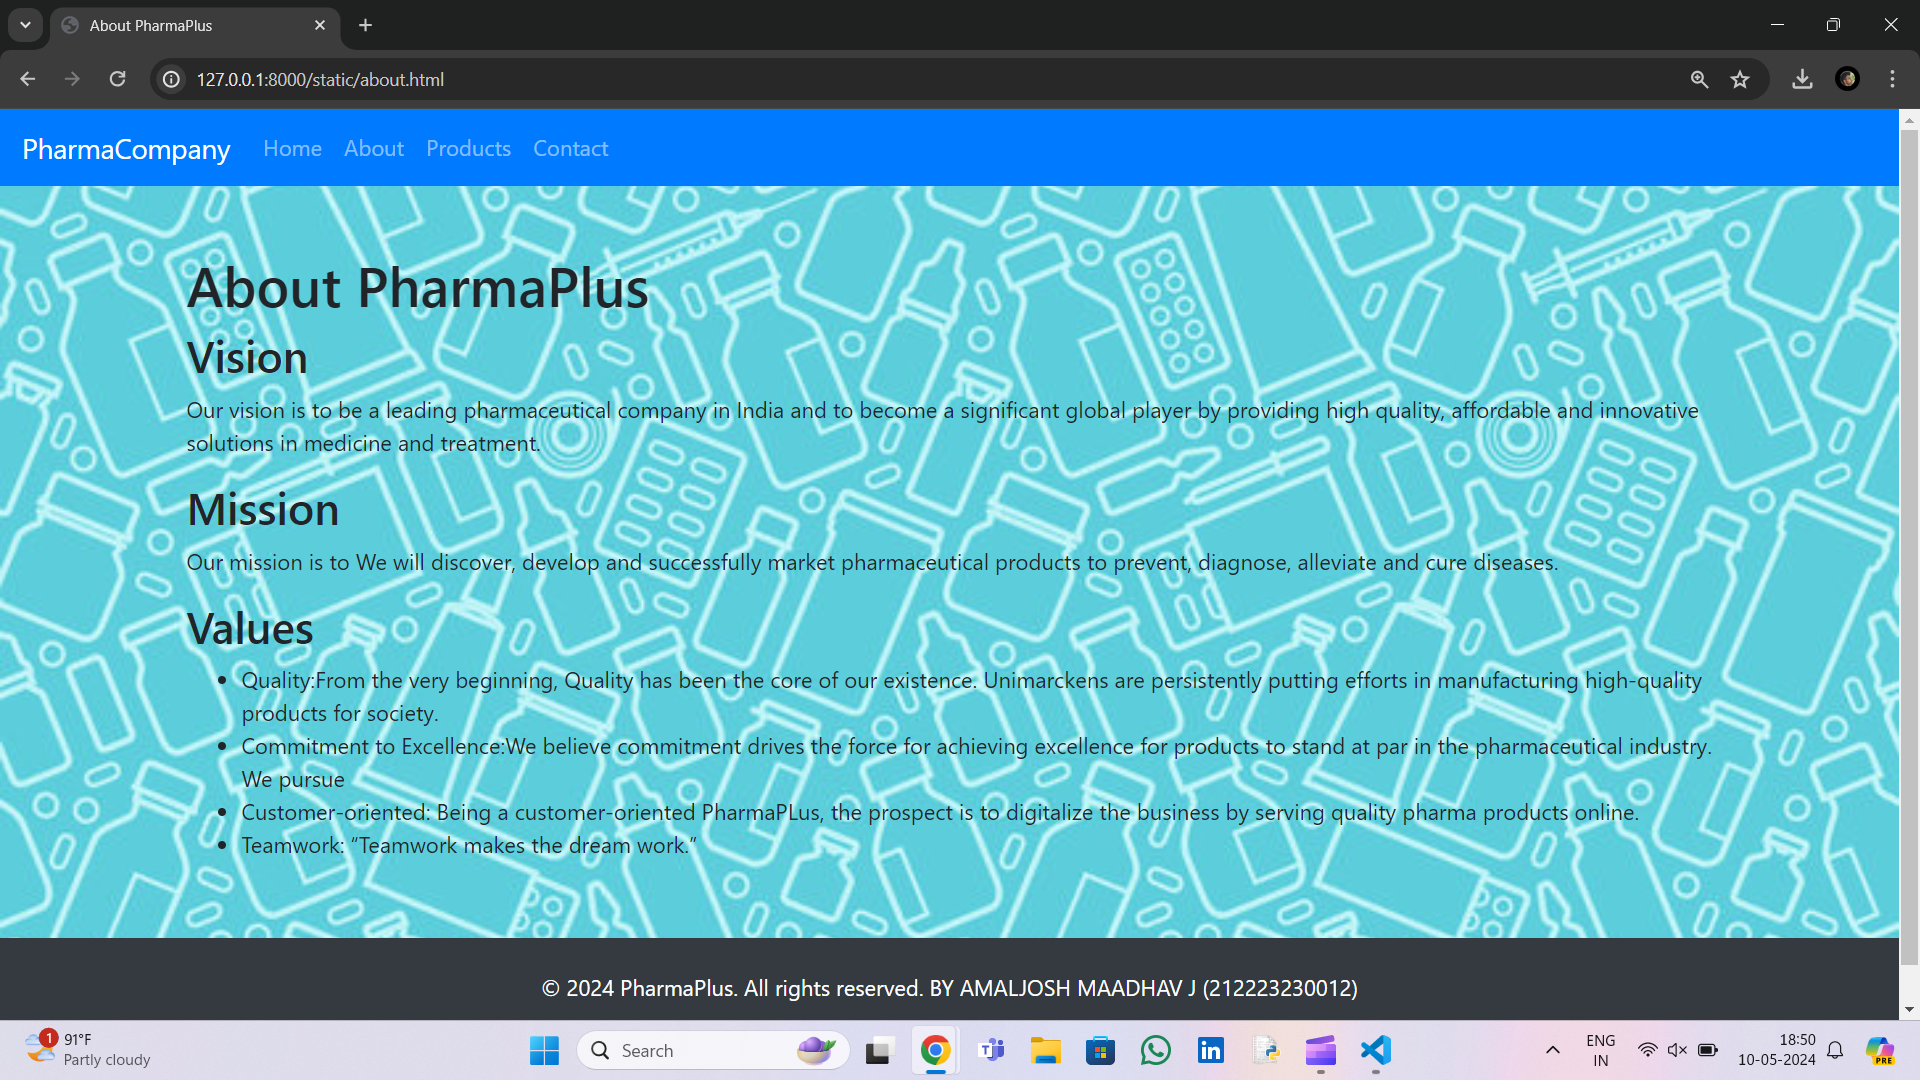 About PharmaPlus
127.0.0.1:8000/static/about.html
PharmaCompany Home About Products Contact
About PharmaPlus
Vision
Our vision is to be a leading pharmaceutical company in India and to become a significant global player by providing high quality, affordable and innovative
solutions in medicine and treatment.
Mission
Our mission is to We will discover, develop and successfully market pharmaceutical products to prevent, diagnose, alleviate and cure diseases.
Values
• Quality:From the very beginning, Quality has been the core of our existence. Unimarckens are persistently putting efforts in manufacturing high-quality
products for society.
• Commitment to Excellence:We believe commitment drives the force for achieving excellence for products to stand at par in the pharmaceutical industry.
We pursue
• Customer-oriented: Being a customer-oriented PharmaPLus, the prospect is to digitalize the business by serving quality pharma products online.
• Teamwork: “Teamwork makes the dream work.”
© 2024 PharmaPlus. All rights reserved. BY AMALJOSH MAADHAV J (212223230012)
1
91°F
Partly cloudy
Search
ENG
IN
18:50
10-05-2024
PRE